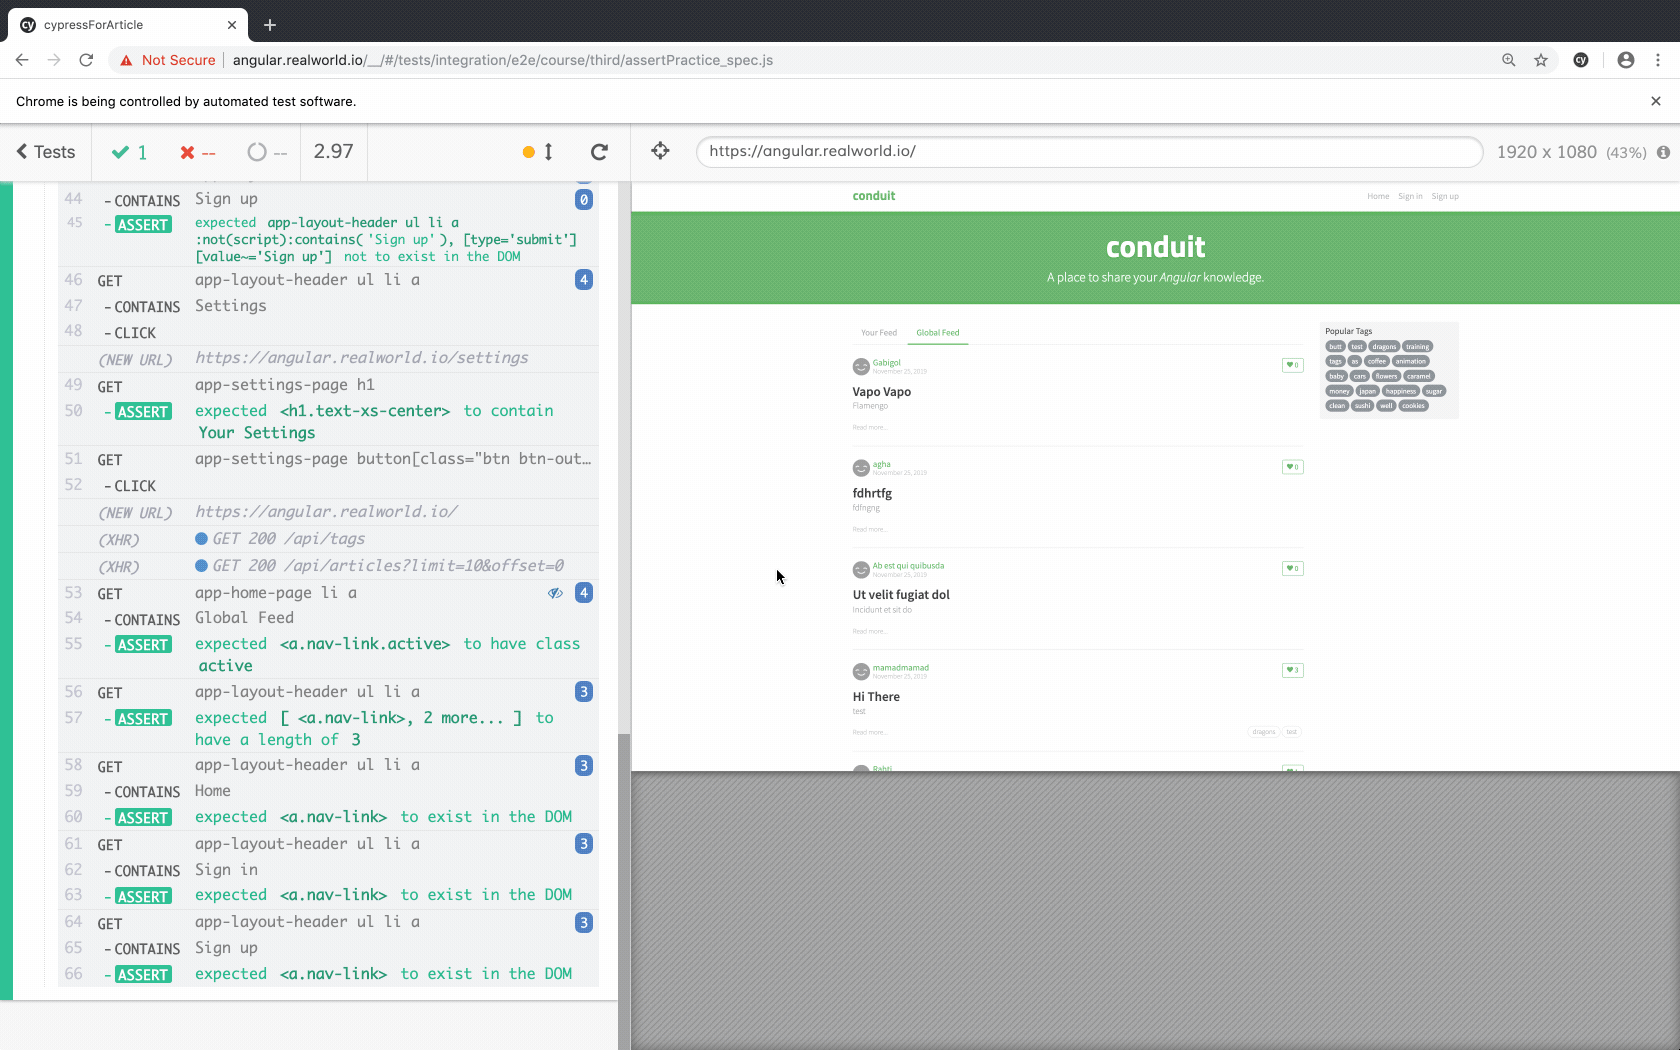 cypressForArticle
Not Secure angular.realworld.io/__/#/tests/integration/e2e/course/third/assertPractice_spec.js
Chrome is being controlled by automated test software.
Tests 1 -- -- 2.97
https://angular.realworld.io/ 1920 x 1080 (43%)
44 -CONTAINS Sign up 0
45 -ASSERT expected app-layout-header ul li a
:not(script):contains('Sign up'), [type='submit']
[value~='Sign up'] not to exist in the DOM
46 GET app-layout-header ul li a 4
47 -CONTAINS Settings
48 -CLICK
(NEW URL) https://angular.realworld.io/settings
49 GET app-settings-page h1
50 -ASSERT expected <h1.text-xs-center> to contain
Your Settings
51 GET app-settings-page button[class="btn btn-out…
52 -CLICK
(NEW URL) https://angular.realworld.io/
(XHR) GET 200 /api/tags
(XHR) GET 200 /api/articles?limit=10&offset=0
53 GET app-home-page li a 4
54 -CONTAINS Global Feed
55 -ASSERT expected <a.nav-link.active> to have class
active
56 GET app-layout-header ul li a 3
57 -ASSERT expected [ <a.nav-link>, 2 more... ] to
have a length of 3
58 GET app-layout-header ul li a 3
59 -CONTAINS Home
60 -ASSERT expected <a.nav-link> to exist in the DOM
61 GET app-layout-header ul li a 3
62 -CONTAINS Sign in
63 -ASSERT expected <a.nav-link> to exist in the DOM
64 GET app-layout-header ul li a 3
65 -CONTAINS Sign up
66 -ASSERT expected <a.nav-link> to exist in the DOM
conduit Home Sign in Sign up
conduit
A place to share your Angular knowledge.
Your Feed Global Feed
Gabigol 0
November 25, 2019
Vapo Vapo
Flamengo
Read more...
agha 0
November 25, 2019
fdhrtfg
fdfngng
Read more...
Ab est qui quibusda 0
November 25, 2019
Ut velit fugiat dol
Incidunt et sit do
Read more...
mamadmamad 3
November 25, 2019
Hi There
test
Read more... dragons test
Popular Tags
butt test dragons training
tags as coffee animation
baby cars flowers caramel
money japan happiness sugar
clean sushi well cookies